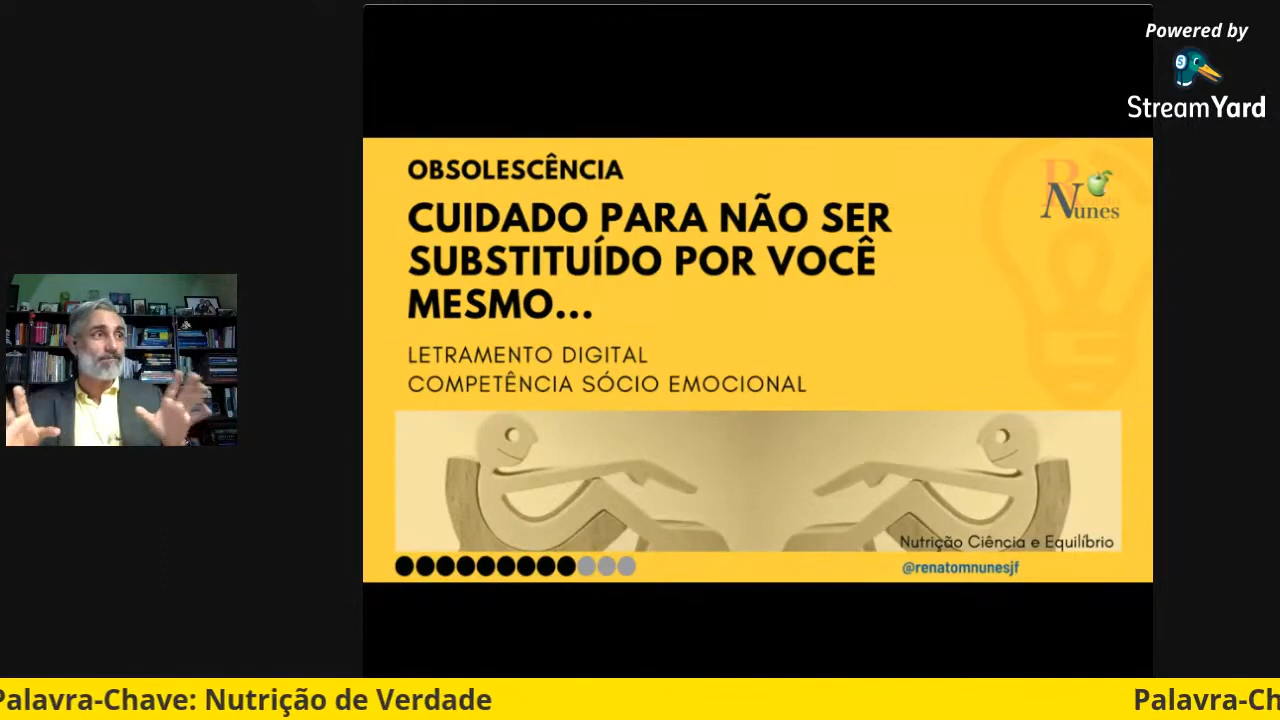 Powered by
StreamYard
OBSOLESCÊNCIA
R
Nunes
CUIDADO PARA NÃO SER
SUBSTITUÍDO POR VOCÊ
MESMO...
LETRAMENTO DIGITAL
COMPETÊNCIA SÓCIO EMOCIONAL
Nutrição Ciência e Equilíbrio
@renatomnunesjf
Palavra-Chave: Nutrição de Verdade
Palavra-Ch